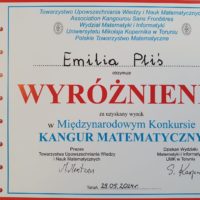 Towarzystwo Upowszechniania Wiedzy i Nauk Matematycznych
Association Kangourou Sans Frontières
Wydział Matematyki i Informatyki
Uniwersytetu Mikołaja Kopernika w Toruniu
Polskie Towarzystwo Matematyczne
Emilia Pliś
otrzymuje
WYRÓŻNIENIE
za uzyskany wynik
w Międzynarodowym Konkursie
KANGUR MATEMATYCZNY
Prezes
Towarzystwa Upowszechniania Wiedzy
i Nauk Matematycznych
Dziekan Wydziału
Matematyki i Informatyki
UMK w Toruniu
Toruń, 29.05.2024r.